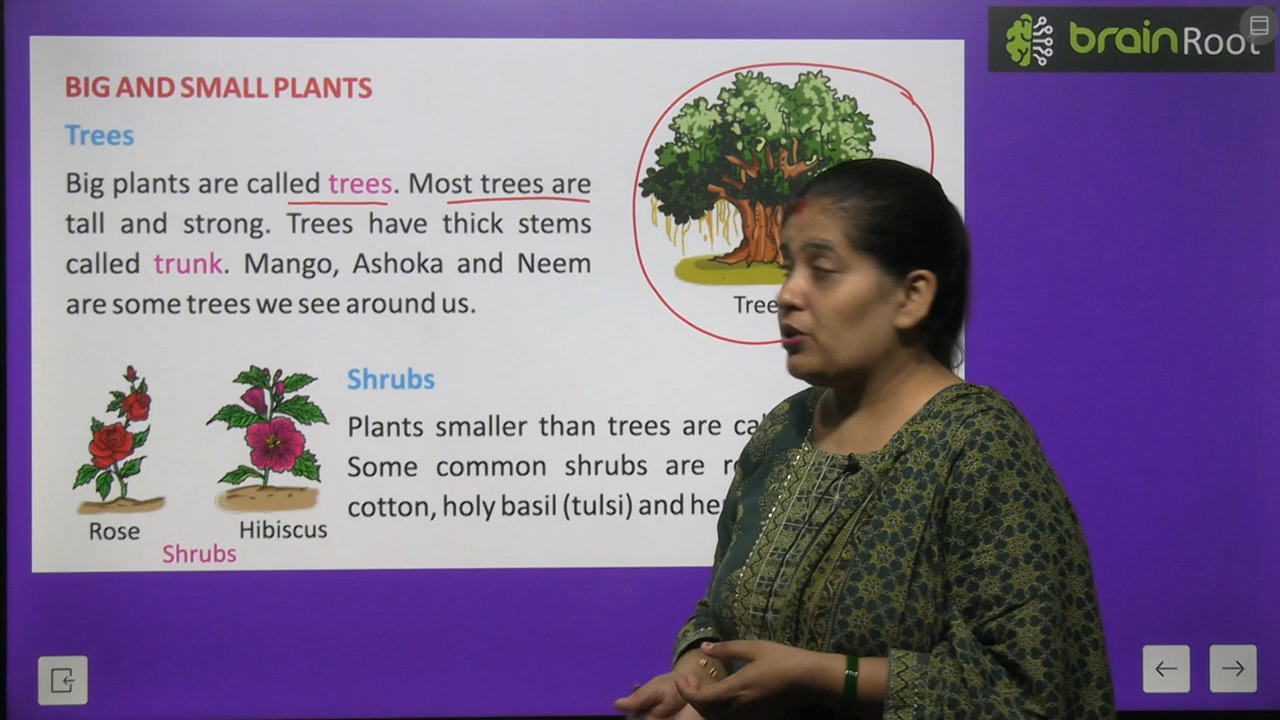 brainRoot
BIG AND SMALL PLANTS
Trees
Big plants are called trees. Most trees are
tall and strong. Trees have thick stems
called trunk. Mango, Ashoka and Neem
are some trees we see around us.
Tree
Shrubs
Plants smaller than trees are
Some common shrubs are
cotton, holy basil (tulsi) and
Rose
Hibiscus
Shrubs